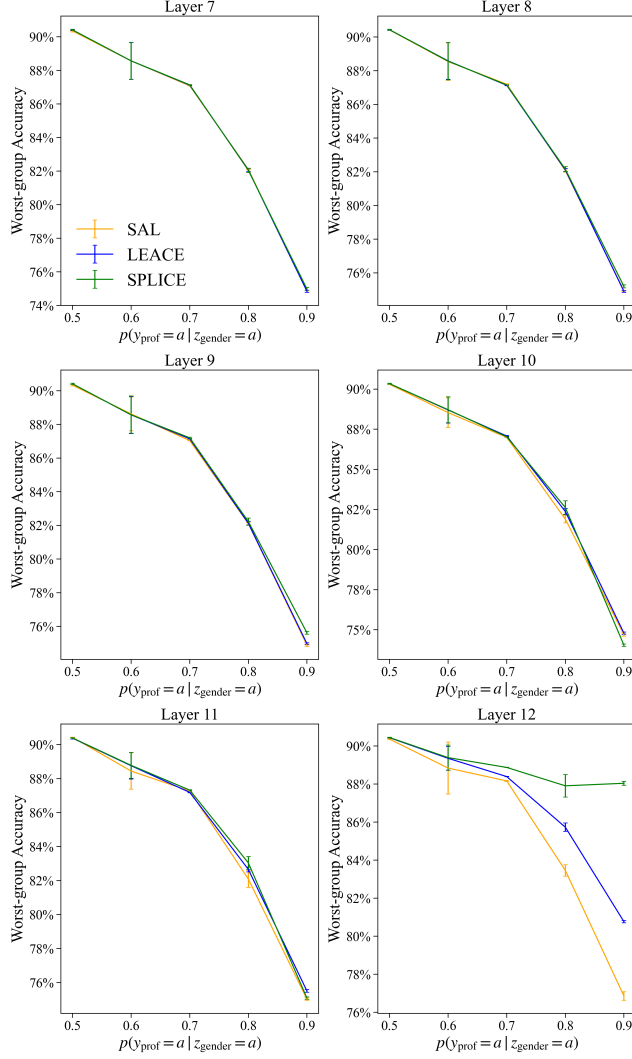 Layer 7
Worst-group Accuracy
90%
88%
86%
84%
82%
80%
78%
76%
74%
SAL
LEACE
SPLICE
0.5 0.6 0.7 0.8 0.9
p(y_prof = a | z_gender = a)
Layer 8
Worst-group Accuracy
90%
88%
86%
84%
82%
80%
78%
76%
0.5 0.6 0.7 0.8 0.9
p(y_prof = a | z_gender = a)
Layer 9
Worst-group Accuracy
90%
88%
86%
84%
82%
80%
78%
76%
0.5 0.6 0.7 0.8 0.9
p(y_prof = a | z_gender = a)
Layer 10
Worst-group Accuracy
90%
88%
85%
82%
80%
78%
75%
0.5 0.6 0.7 0.8 0.9
p(y_prof = a | z_gender = a)
Layer 11
Worst-group Accuracy
90%
88%
86%
84%
82%
80%
78%
76%
0.5 0.6 0.7 0.8 0.9
p(y_prof = a | z_gender = a)
Layer 12
Worst-group Accuracy
90%
88%
86%
84%
82%
80%
78%
76%
0.5 0.6 0.7 0.8 0.9
p(y_prof = a | z_gender = a)